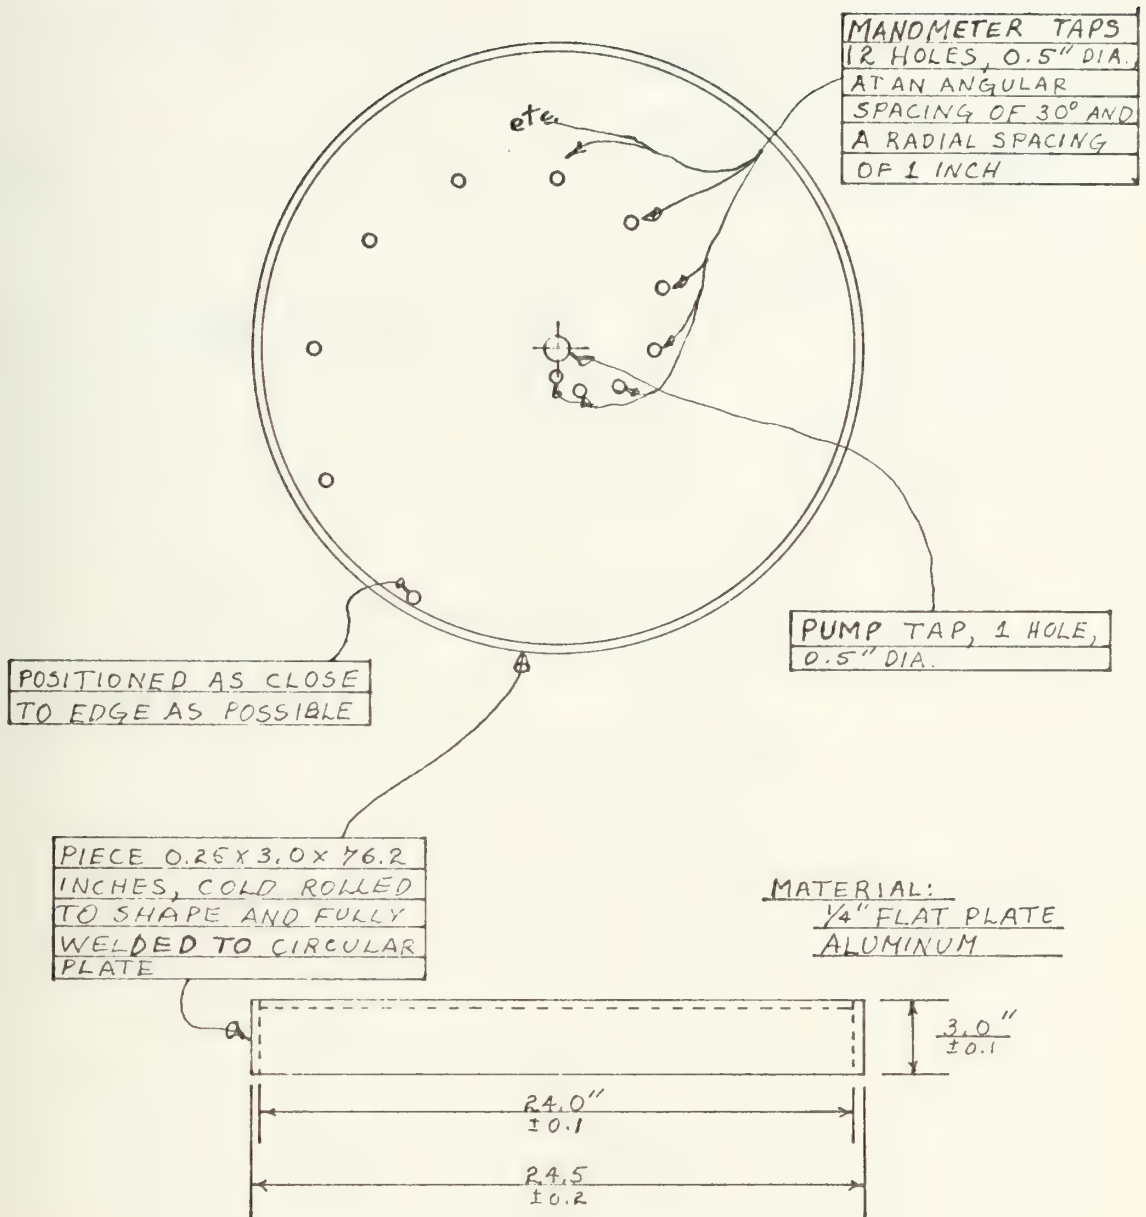 MANOMETER TAPS
12 HOLES, 0.5" DIA.
AT AN ANGULAR
SPACING OF 30° AND
A RADIAL SPACING
OF 1 INCH
etc.
PUMP TAP, 1 HOLE,
0.5" DIA.
POSITIONED AS CLOSE
TO EDGE AS POSSIBLE
PIECE 0.25 X 3.0 X 76.2
INCHES, COLD ROLLED
TO SHAPE AND FULLY
WELDED TO CIRCULAR
PLATE
MATERIAL:
1/4" FLAT PLATE
ALUMINUM
3.0"
±0.1
24.0"
±0.1
24.5
±0.2